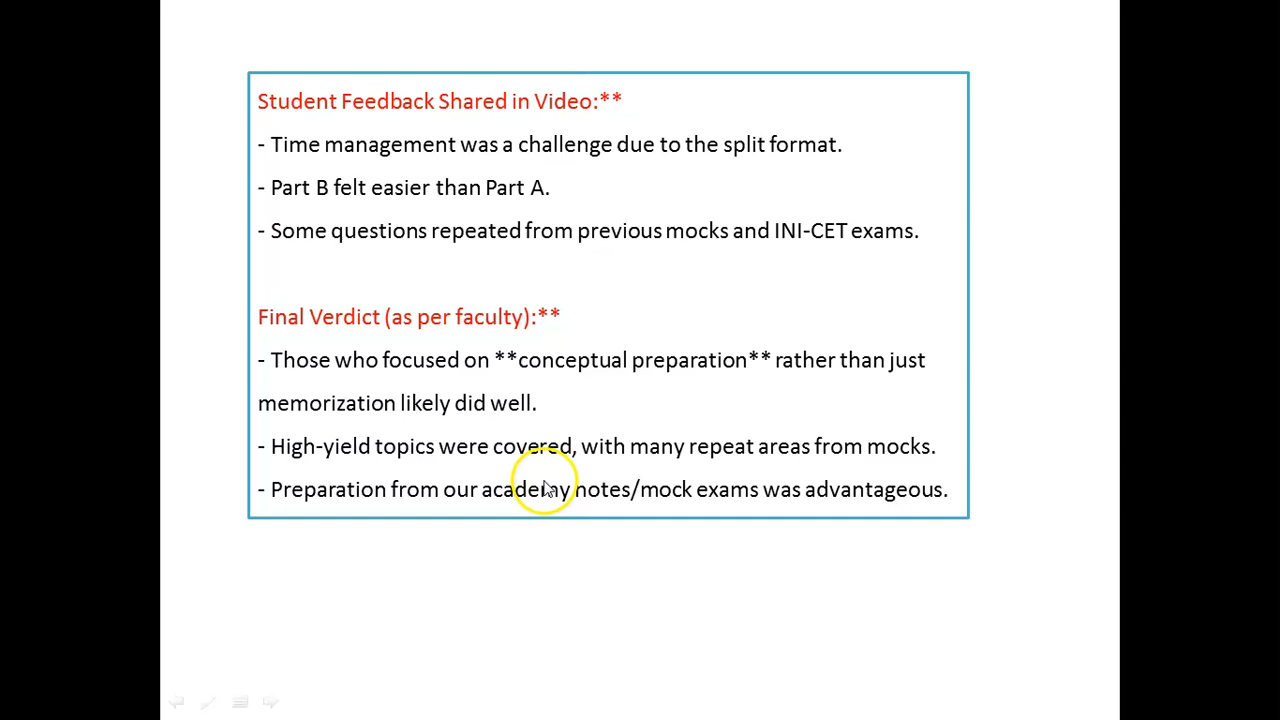 Student Feedback Shared in Video:**
- Time management was a challenge due to the split format.
- Part B felt easier than Part A.
- Some questions repeated from previous mocks and INI-CET exams.
Final Verdict (as per faculty):**
- Those who focused on **conceptual preparation** rather than just
memorization likely did well.
- High-yield topics were covered, with many repeat areas from mocks.
- Preparation from our academy notes/mock exams was advantageous.